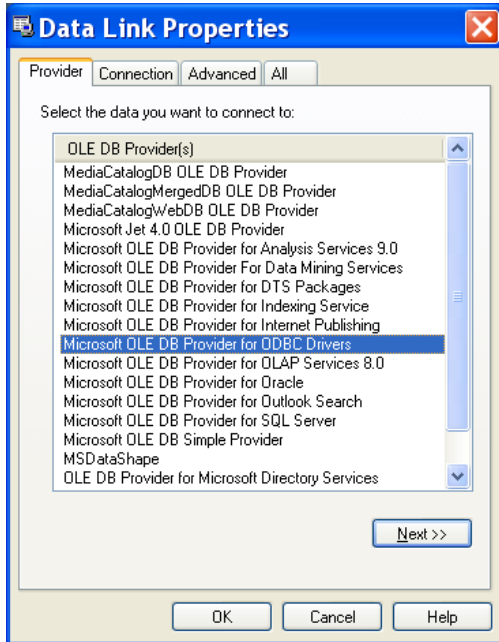 Data Link Properties
Provider Connection Advanced All
Select the data you want to connect to:
OLE DB Provider(s)
MediaCatalogDB OLE DB Provider
MediaCatalogMergedDB OLE DB Provider
MediaCatalogWebDB OLE DB Provider
Microsoft Jet 4.0 OLE DB Provider
Microsoft OLE DB Provider for Analysis Services 9.0
Microsoft OLE DB Provider For Data Mining Services
Microsoft OLE DB Provider for DTS Packages
Microsoft OLE DB Provider for Indexing Service
Microsoft OLE DB Provider for Internet Publishing
Microsoft OLE DB Provider for ODBC Drivers
Microsoft OLE DB Provider for OLAP Services 8.0
Microsoft OLE DB Provider for Oracle
Microsoft OLE DB Provider for Outlook Search
Microsoft OLE DB Provider for SQL Server
Microsoft OLE DB Simple Provider
MSDataShape
OLE DB Provider for Microsoft Directory Services
Next >>
OK Cancel Help